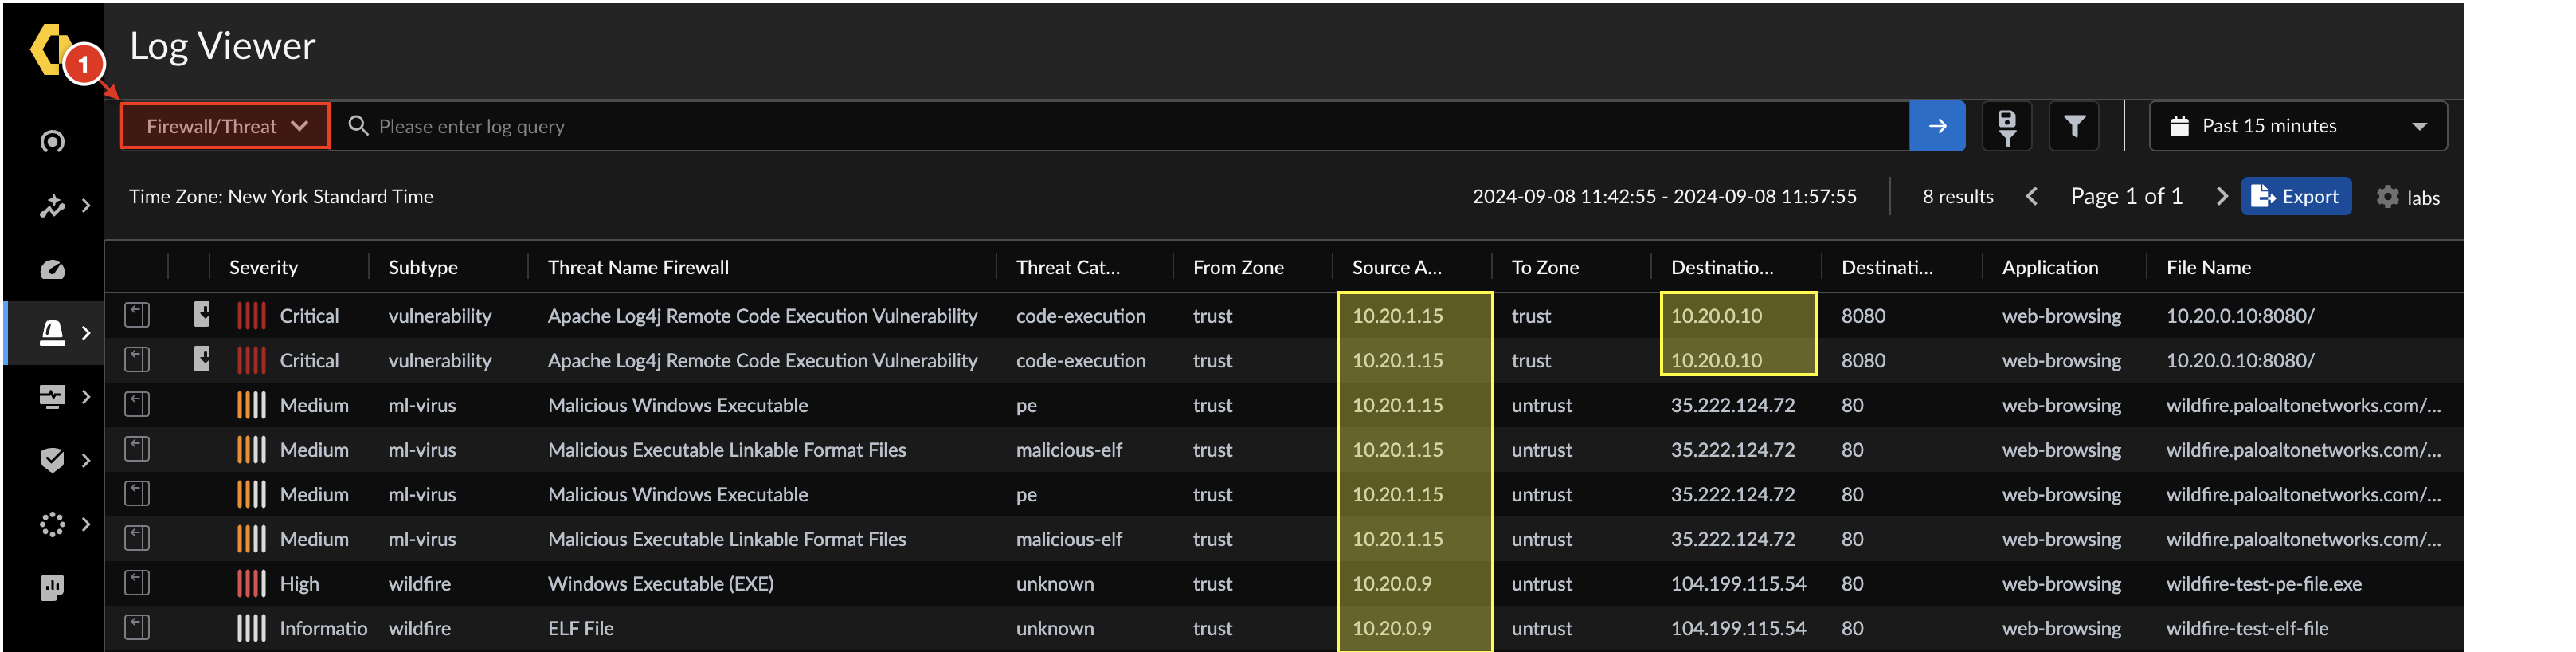 1
Log Viewer
Firewall/Threat Please enter log query Past 15 minutes
Time Zone: New York Standard Time 2024-09-08 11:42:55 - 2024-09-08 11:57:55 8 results Page 1 of 1 Export labs
Severity Subtype Threat Name Firewall Threat Cat... From Zone Source A... To Zone Destinatio... Destinati... Application File Name
Critical vulnerability Apache Log4j Remote Code Execution Vulnerability code-execution trust 10.20.1.15 trust 10.20.0.10 8080 web-browsing 10.20.0.10:8080/
Critical vulnerability Apache Log4j Remote Code Execution Vulnerability code-execution trust 10.20.1.15 trust 10.20.0.10 8080 web-browsing 10.20.0.10:8080/
Medium ml-virus Malicious Windows Executable pe trust 10.20.1.15 untrust 35.222.124.72 80 web-browsing wildfire.paloaltonetworks.com/...
Medium ml-virus Malicious Executable Linkable Format Files malicious-elf trust 10.20.1.15 untrust 35.222.124.72 80 web-browsing wildfire.paloaltonetworks.com/...
Medium ml-virus Malicious Windows Executable pe trust 10.20.1.15 untrust 35.222.124.72 80 web-browsing wildfire.paloaltonetworks.com/...
Medium ml-virus Malicious Executable Linkable Format Files malicious-elf trust 10.20.1.15 untrust 35.222.124.72 80 web-browsing wildfire.paloaltonetworks.com/...
High wildfire Windows Executable (EXE) unknown trust 10.20.0.9 untrust 104.199.115.54 80 web-browsing wildfire-test-pe-file.exe
Informatio wildfire ELF File unknown trust 10.20.0.9 untrust 104.199.115.54 80 web-browsing wildfire-test-elf-file